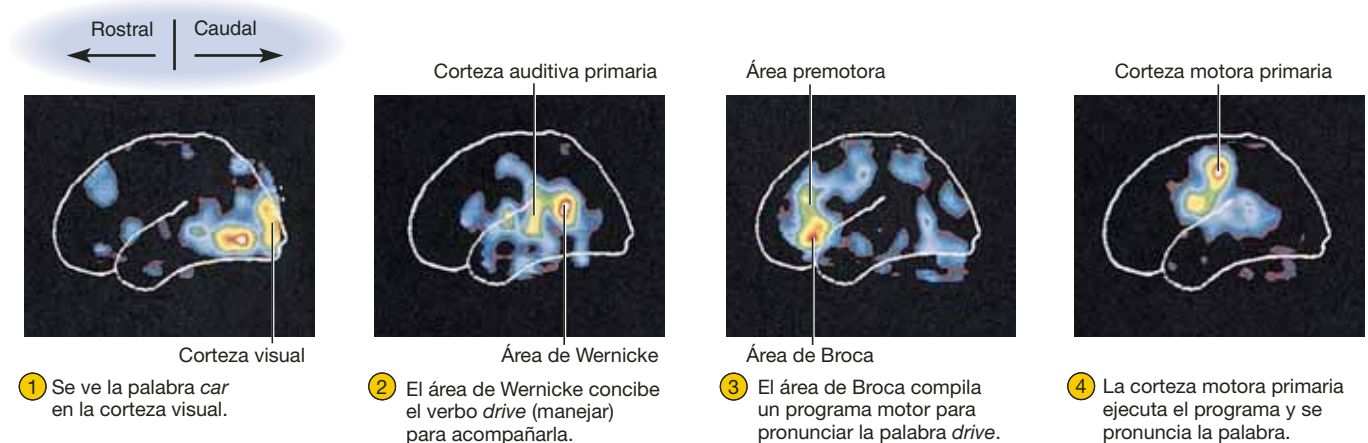 Rostral
Caudal
Corteza auditiva primaria
Área premotora
Corteza motora primaria
Corteza visual
Área de Wernicke
Área de Broca
1 Se ve la palabra car
en la corteza visual.
2 El área de Wernicke concibe
el verbo drive (manejar)
para acompañarla.
3 El área de Broca compila
un programa motor para
pronunciar la palabra drive.
4 La corteza motora primaria
ejecuta el programa y se
pronuncia la palabra.